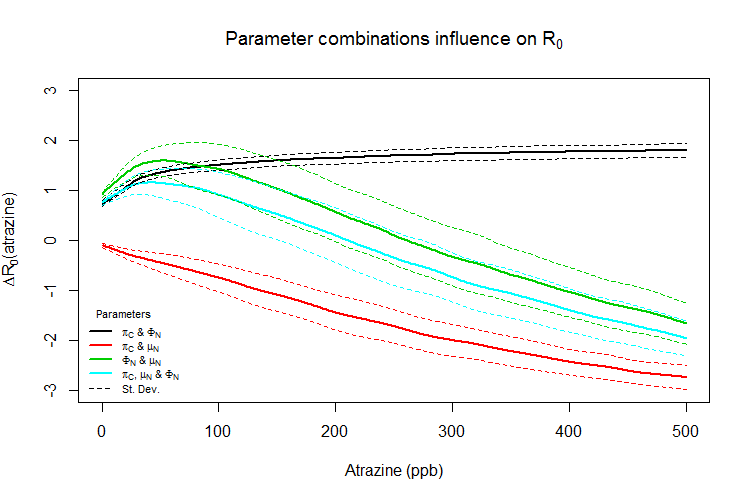 Parameter combinations influence on R0
3
2
1
0
-1
-2
-3
ΔR0(atrazine)
Parameters
πC & ΦN
πC & μN
ΦN & μN
πC, μN & ΦN
St. Dev.
0 100 200 300 400 500
Atrazine (ppb)